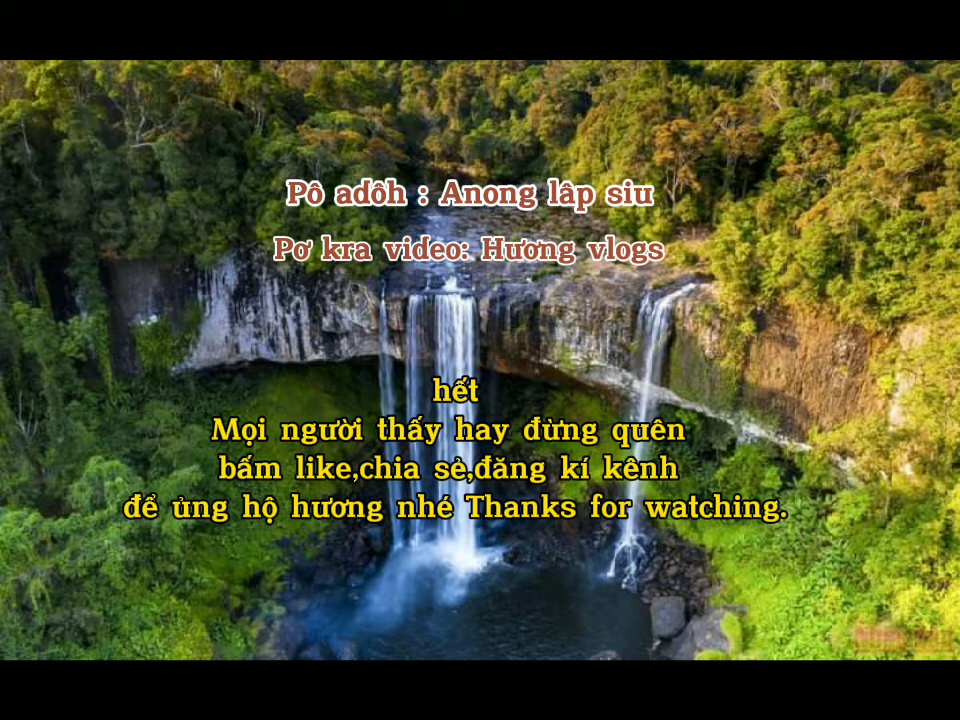 Pô adôh : Anong lâp siu
Pơ kra video: Hương vlogs
hết
Mọi người thấy hay đừng quên
bấm like,chia sẻ,đăng kí kênh
để ủng hộ hương nhé Thanks for watching.